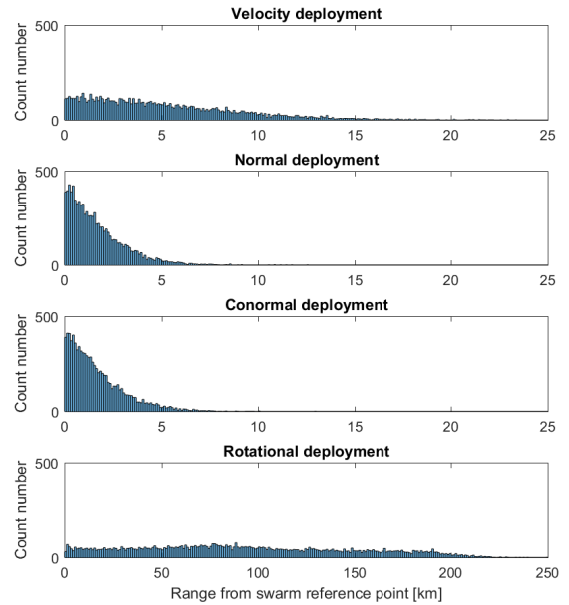 Velocity deployment
500
0
Count number
0 5 10 15 20 25
Normal deployment
500
0
Count number
0 5 10 15 20 25
Conormal deployment
500
0
Count number
0 5 10 15 20 25
Rotational deployment
500
0
Count number
0 50 100 150 200 250
Range from swarm reference point [km]